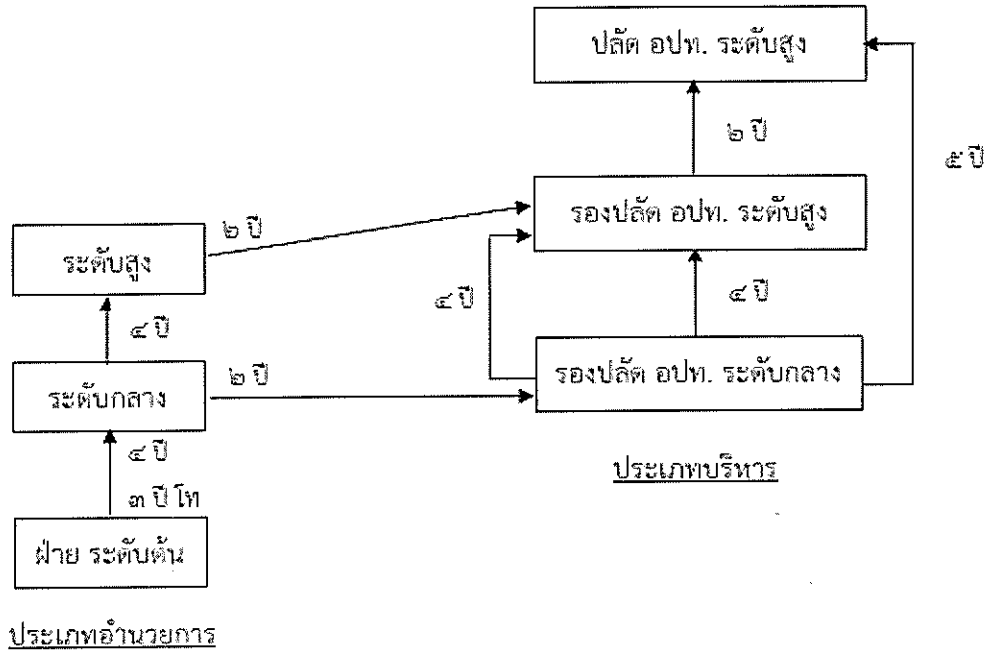 ปลัด อปท. ระดับสูง
๒ ปี
๕ ปี
รองปลัด อปท. ระดับสูง
๒ ปี
ระดับสูง
๔ ปี
๔ ปี
๔ ปี
รองปลัด อปท. ระดับกลาง
๒ ปี
ระดับกลาง
๔ ปี
ประเภทบริหาร
๓ ปี โท
ฝ่าย ระดับต้น
ประเภทอำนวยการ